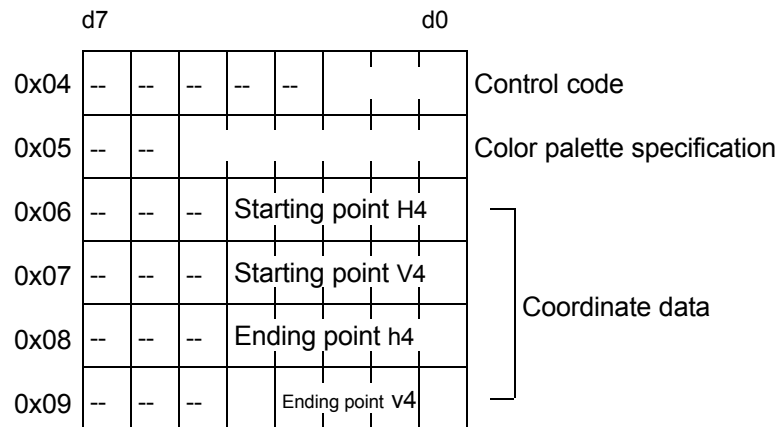 d7 d0
0x04 -- -- -- -- -- Control code
0x05 -- -- Color palette specification
0x06 -- -- -- Starting point H4
0x07 -- -- -- Starting point V4
Coordinate data
0x08 -- -- -- Ending point h4
0x09 -- -- -- Ending point v4